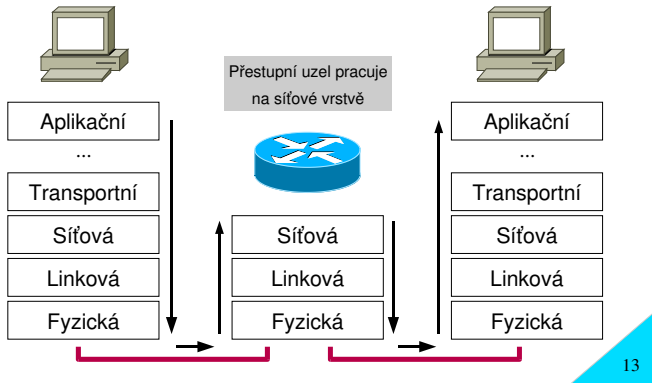 Přestupní uzel pracuje
na síťové vrstvě
Aplikační
...
Transportní
Síťová
Linková
Fyzická
Síťová
Linková
Fyzická
Aplikační
...
Transportní
Síťová
Linková
Fyzická
13